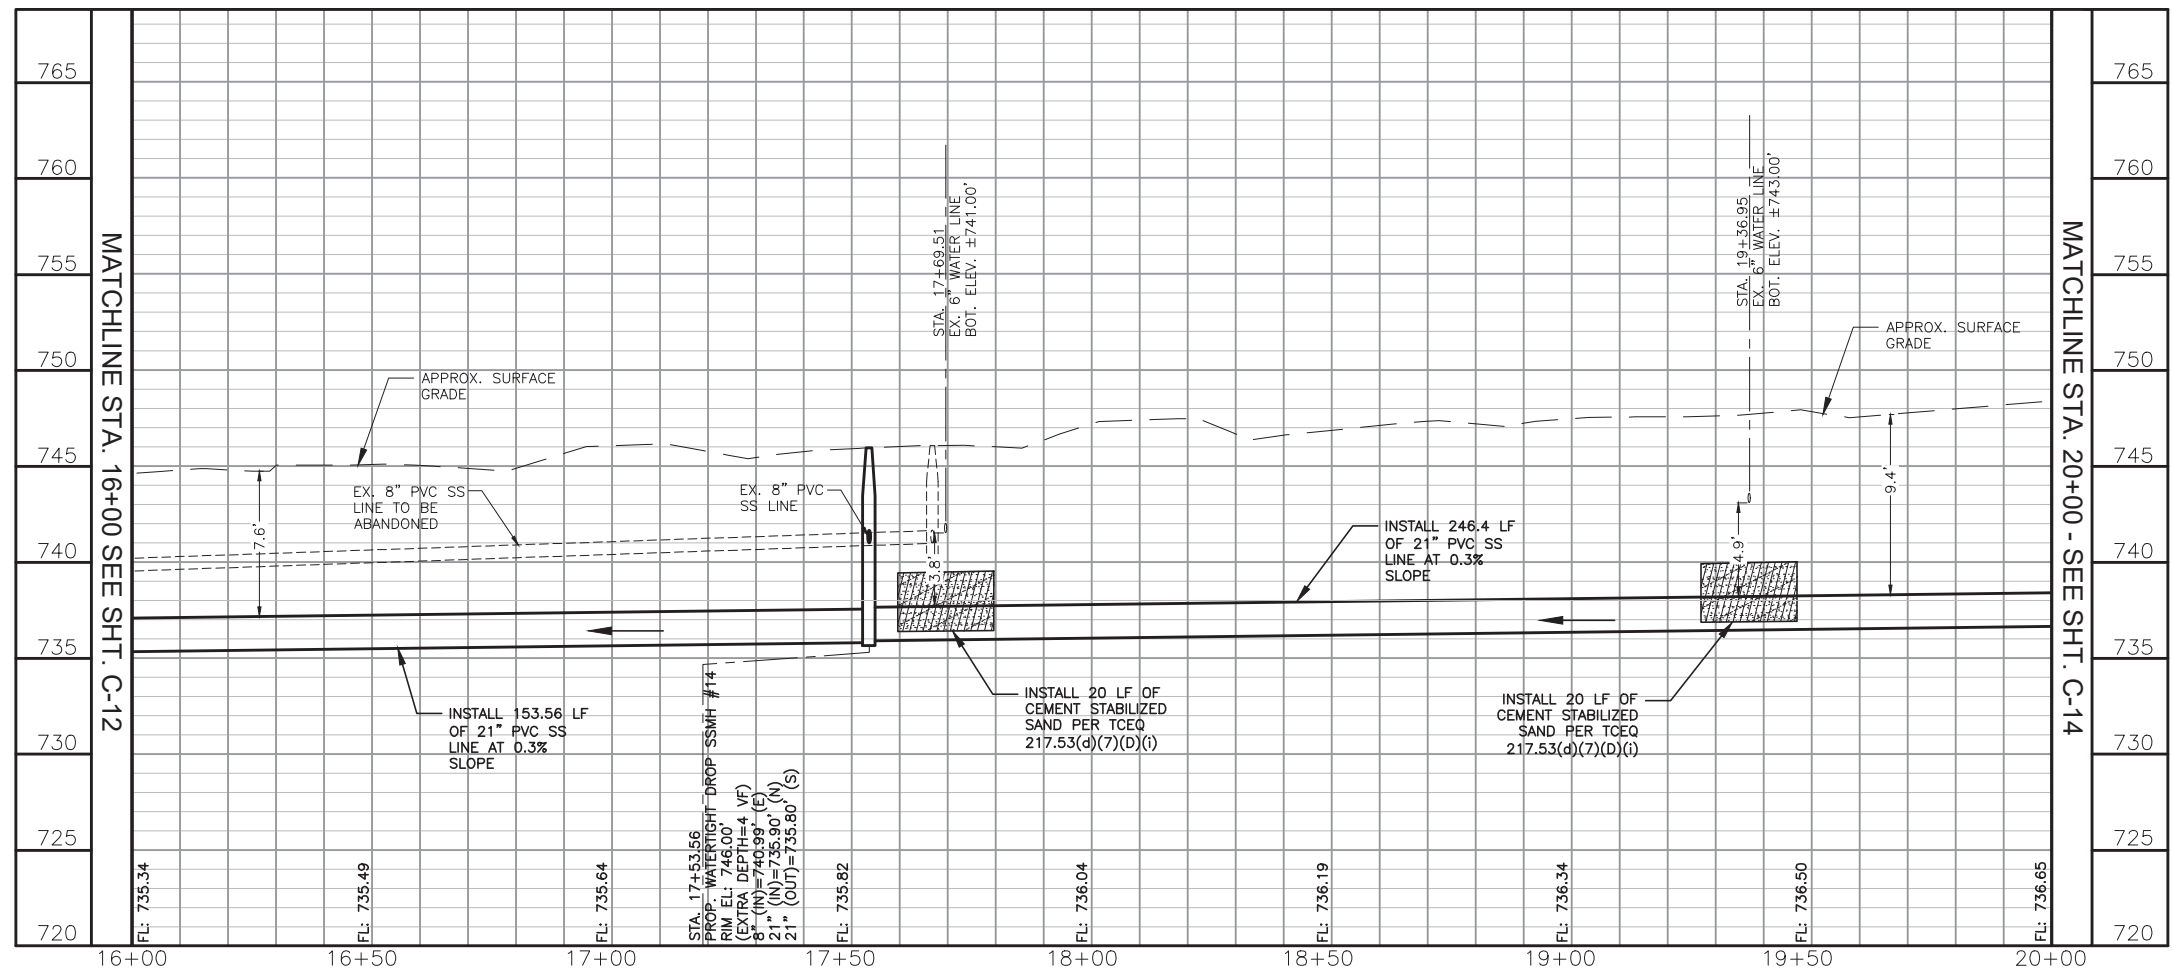 765
760
755
750
745
740
735
730
725
720
MATCHLINE STA. 16+00 SEE SHT. C-12
APPROX. SURFACE
GRADE
7.6'
EX. 8" PVC SS
LINE TO BE
ABANDONED
EX. 8" PVC
SS LINE
STA. 17+69.51
EX. 6" WATER LINE
BOT. ELEV. ±741.00'
3.8'
INSTALL 153.56 LF
OF 21" PVC SS
LINE AT 0.3%
SLOPE
STA. 17+53.56
PROP. WATERTIGHT DROP SSMH #14
RIM EL: 746.00'
(EXTRA DEPTH=4 VF)
8" (IN)=740.99' (E)
21" (IN)=735.90' (N)
21" (OUT)=735.80' (S)
INSTALL 20 LF OF
CEMENT STABILIZED
SAND PER TCEQ
217.53(d)(7)(D)(i)
INSTALL 246.4 LF
OF 21" PVC SS
LINE AT 0.3%
SLOPE
STA. 19+36.95
EX. 6" WATER LINE
BOT. ELEV. ±743.00'
4.9'
INSTALL 20 LF OF
CEMENT STABILIZED
SAND PER TCEQ
217.53(d)(7)(D)(i)
APPROX. SURFACE
GRADE
9.4'
MATCHLINE STA. 20+00 - SEE SHT. C-14
765
760
755
750
745
740
735
730
725
720
FL: 735.34
FL: 735.49
FL: 735.64
FL: 735.82
FL: 736.04
FL: 736.19
FL: 736.34
FL: 736.50
FL: 736.65
16+00
16+50
17+00
17+50
18+00
18+50
19+00
19+50
20+00